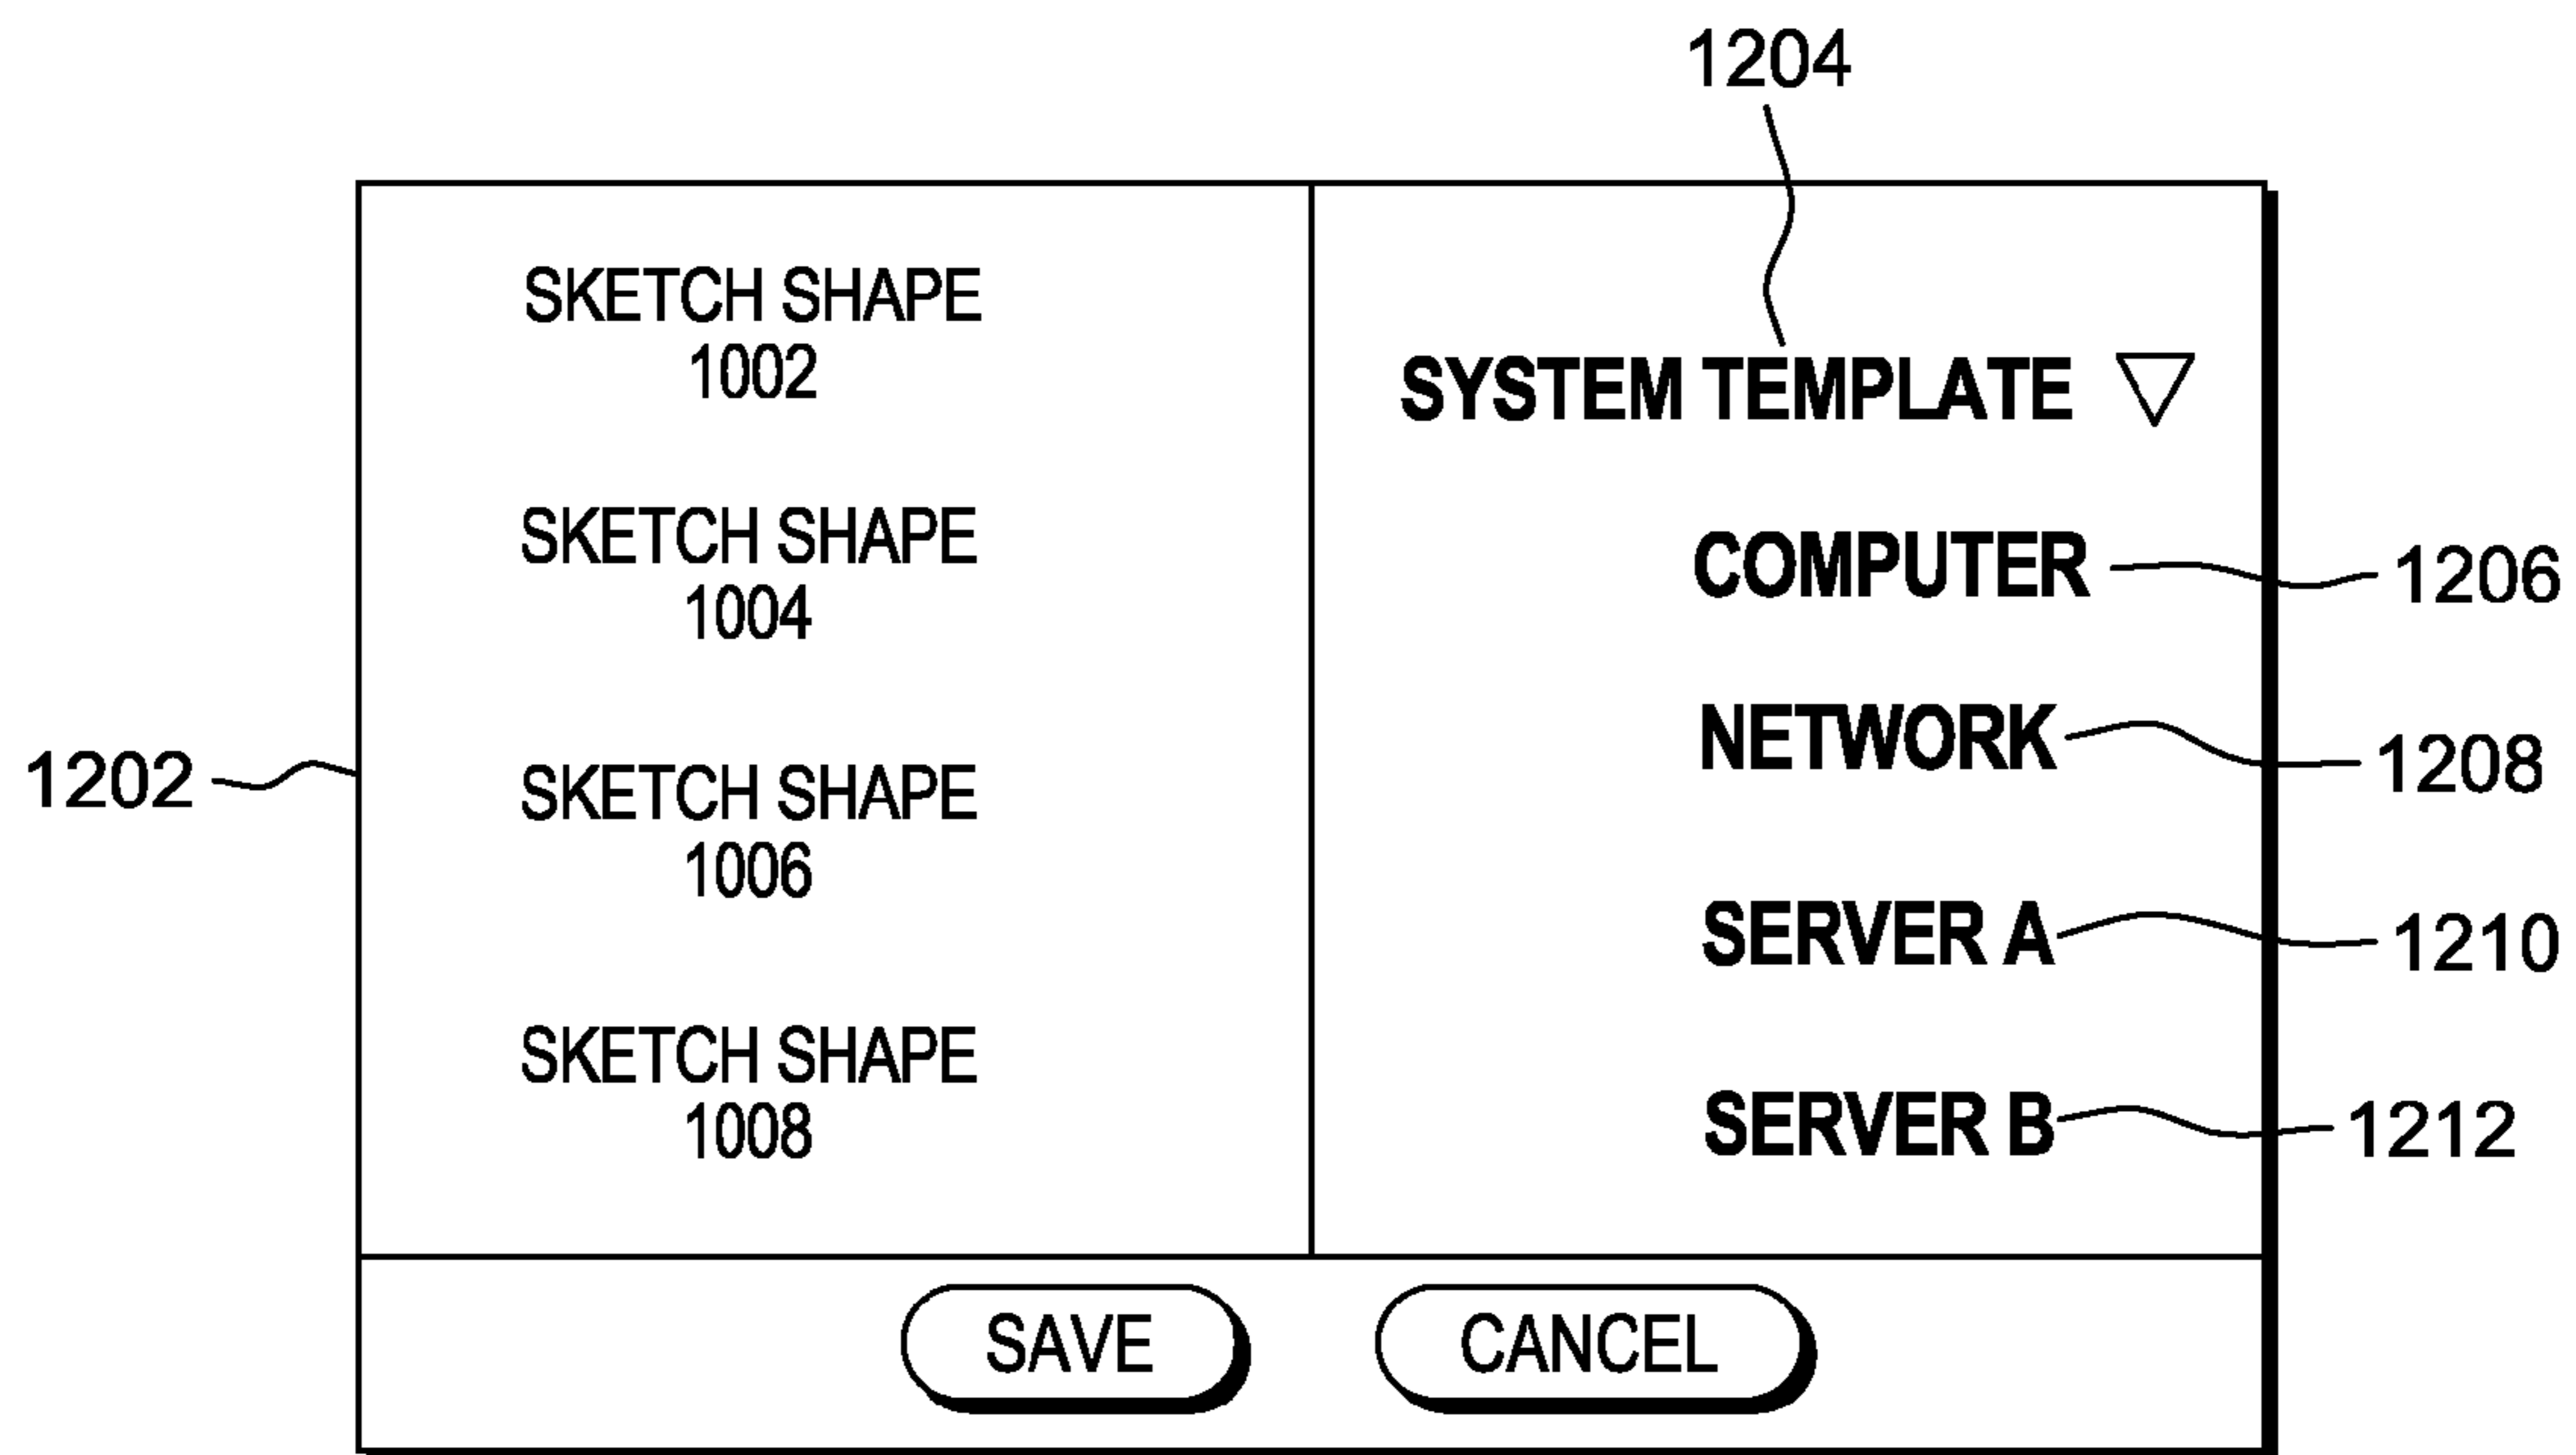 1204
SKETCH SHAPE
1002
SYSTEM TEMPLATE
SKETCH SHAPE
1004
COMPUTER
1206
NETWORK
1208
1202
SKETCH SHAPE
1006
SERVER A
1210
SKETCH SHAPE
1008
SERVER B
1212
SAVE
CANCEL